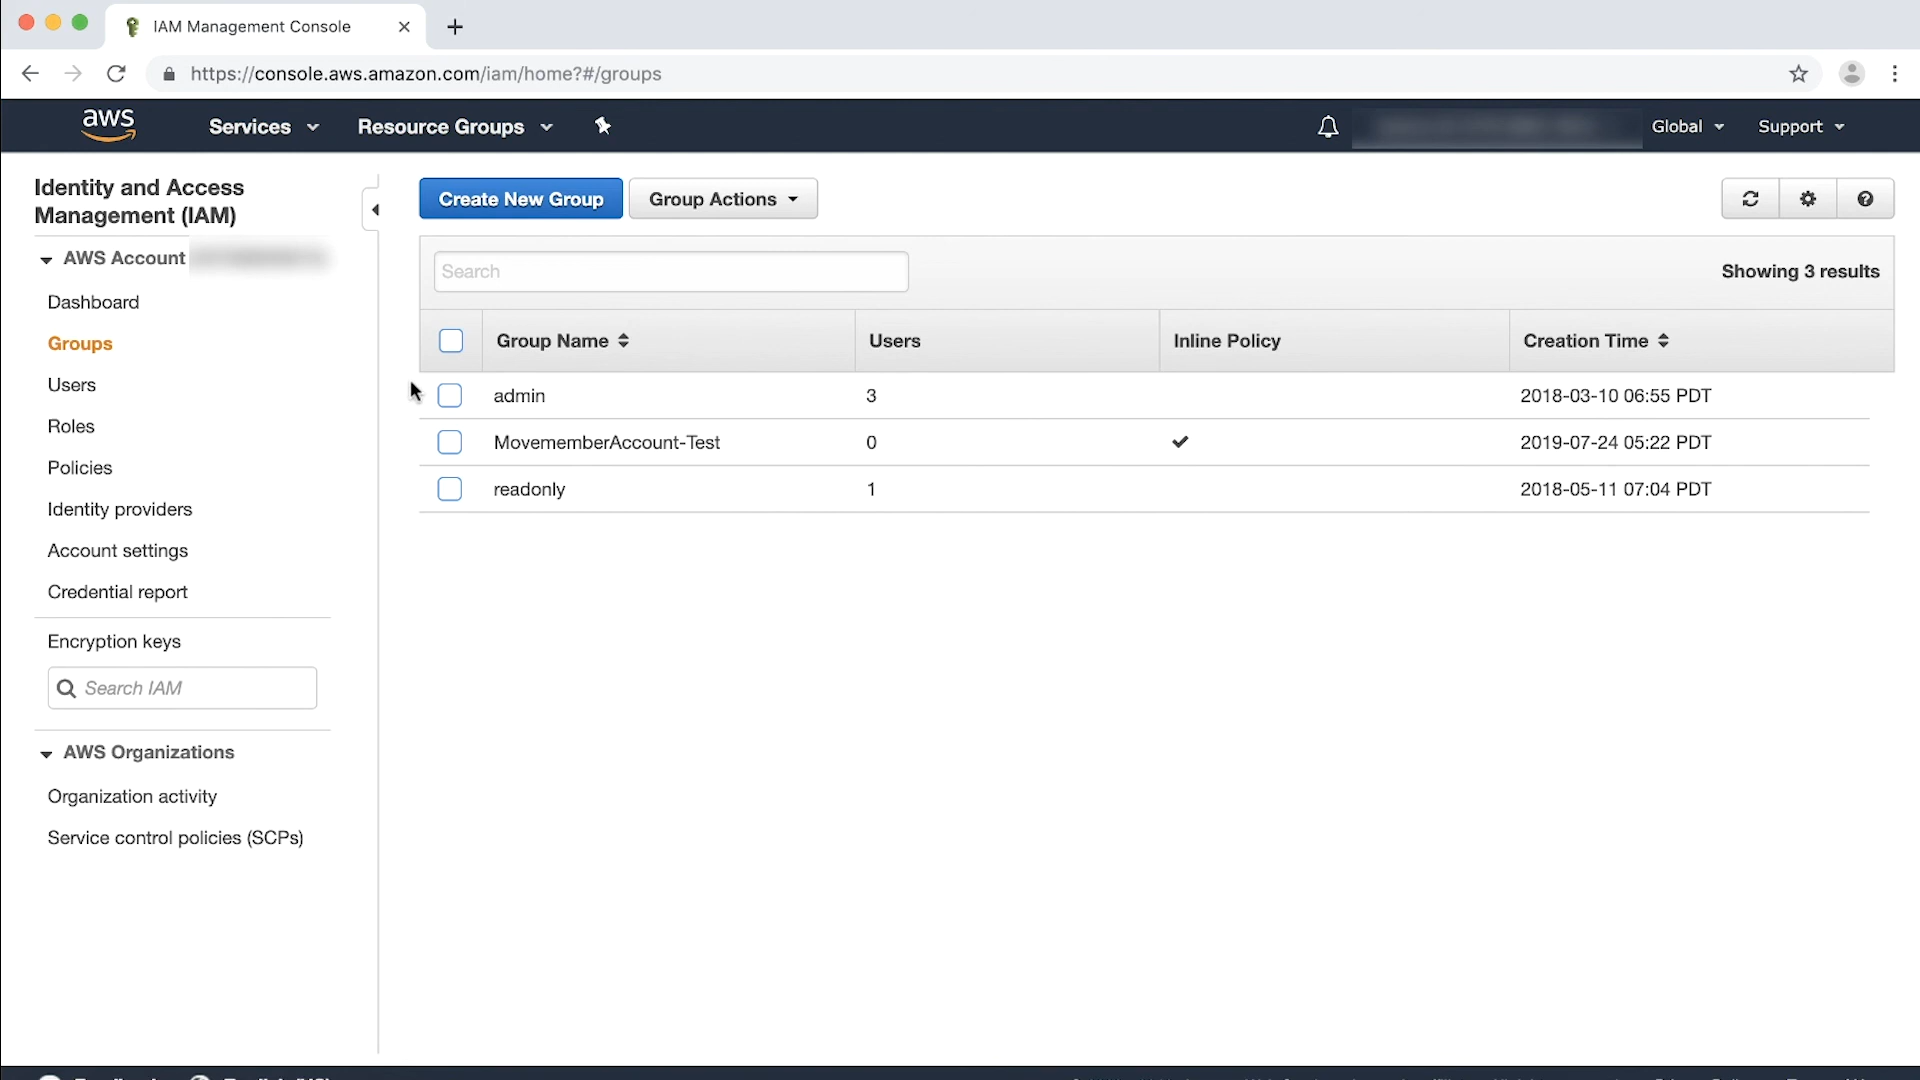 IAM Management Console
https://console.aws.amazon.com/iam/home?#/groups
aws
Services
Resource Groups
Global
Support
Identity and Access
Management (IAM)
AWS Account
Dashboard
Groups
Users
Roles
Policies
Identity providers
Account settings
Credential report
Encryption keys
Search IAM
AWS Organizations
Organization activity
Service control policies (SCPs)
Create New Group
Group Actions
Search
Showing 3 results
Group Name Users Inline Policy Creation Time
admin 3 2018-03-10 06:55 PDT
MovememberAccount-Test 0 2019-07-24 05:22 PDT
readonly 1 2018-05-11 07:04 PDT